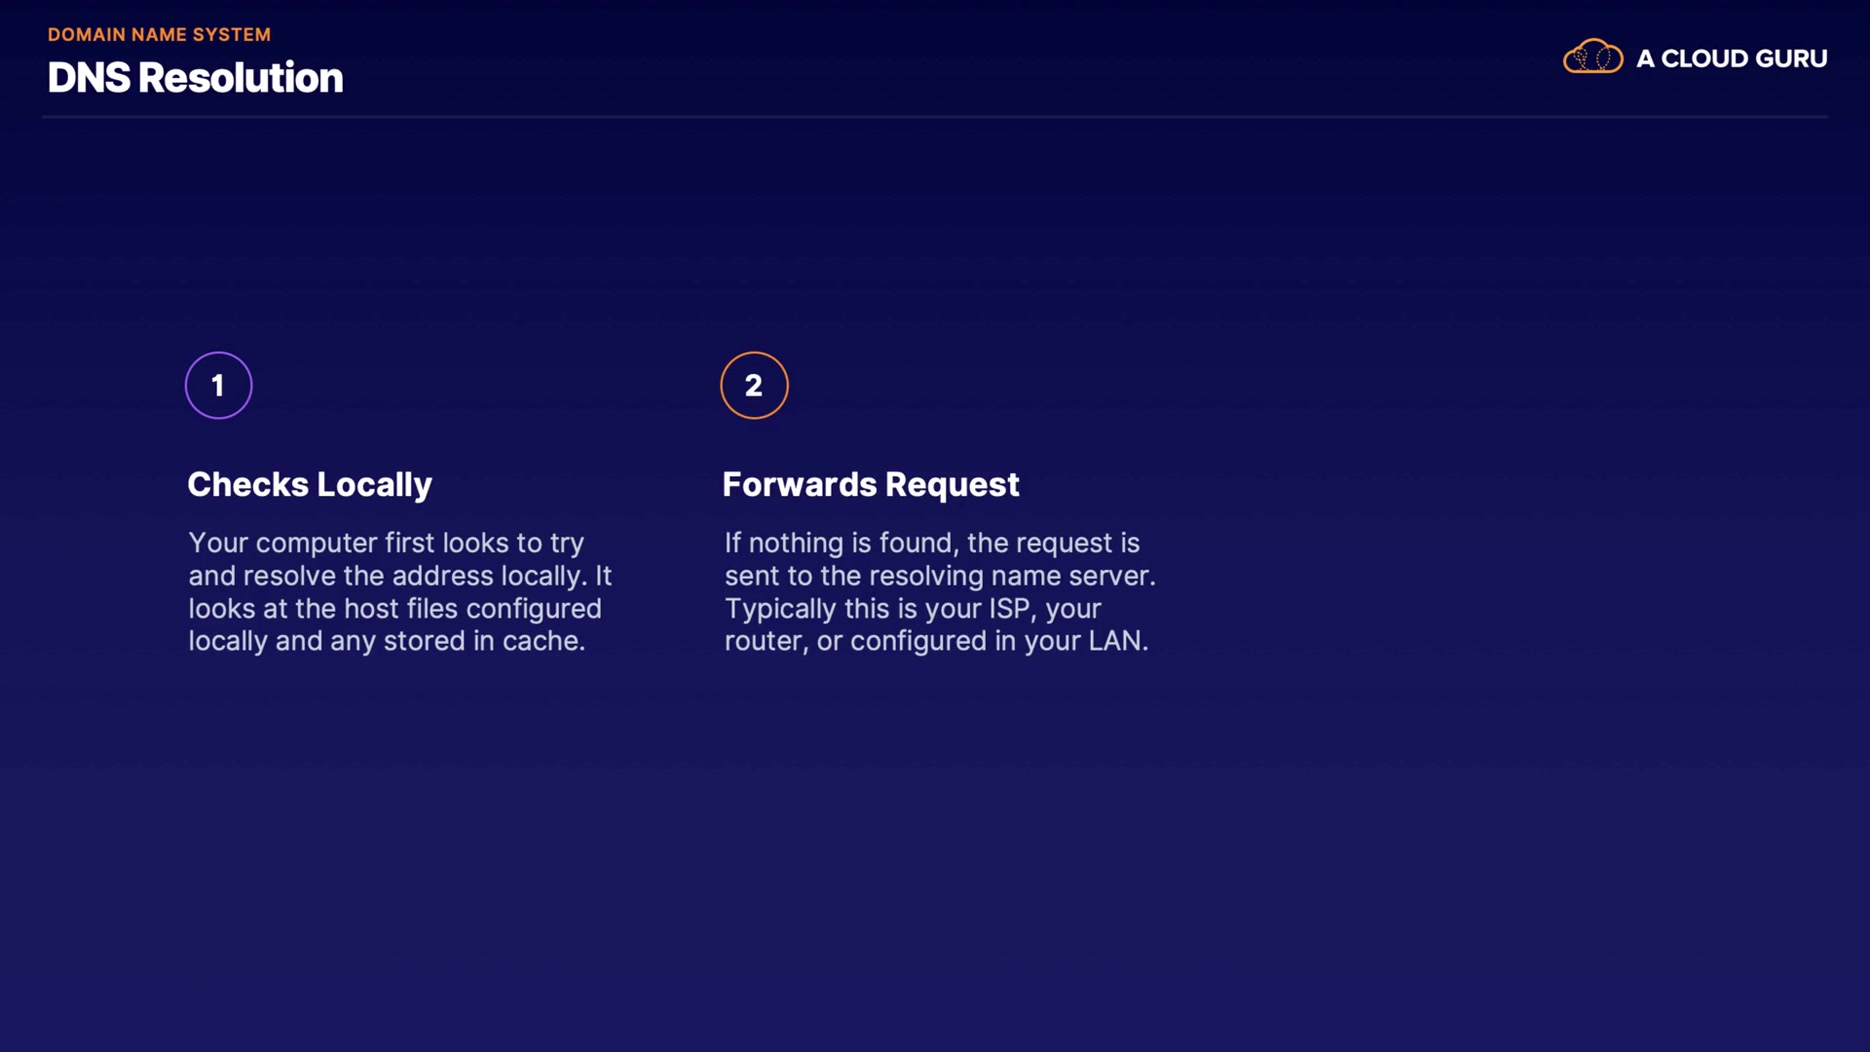 DOMAIN NAME SYSTEM
DNS Resolution
A CLOUD GURU
1
Checks Locally
Your computer first looks to try
and resolve the address locally. It
looks at the host files configured
locally and any stored in cache.
2
Forwards Request
If nothing is found, the request is
sent to the resolving name server.
Typically this is your ISP, your
router, or configured in your LAN.